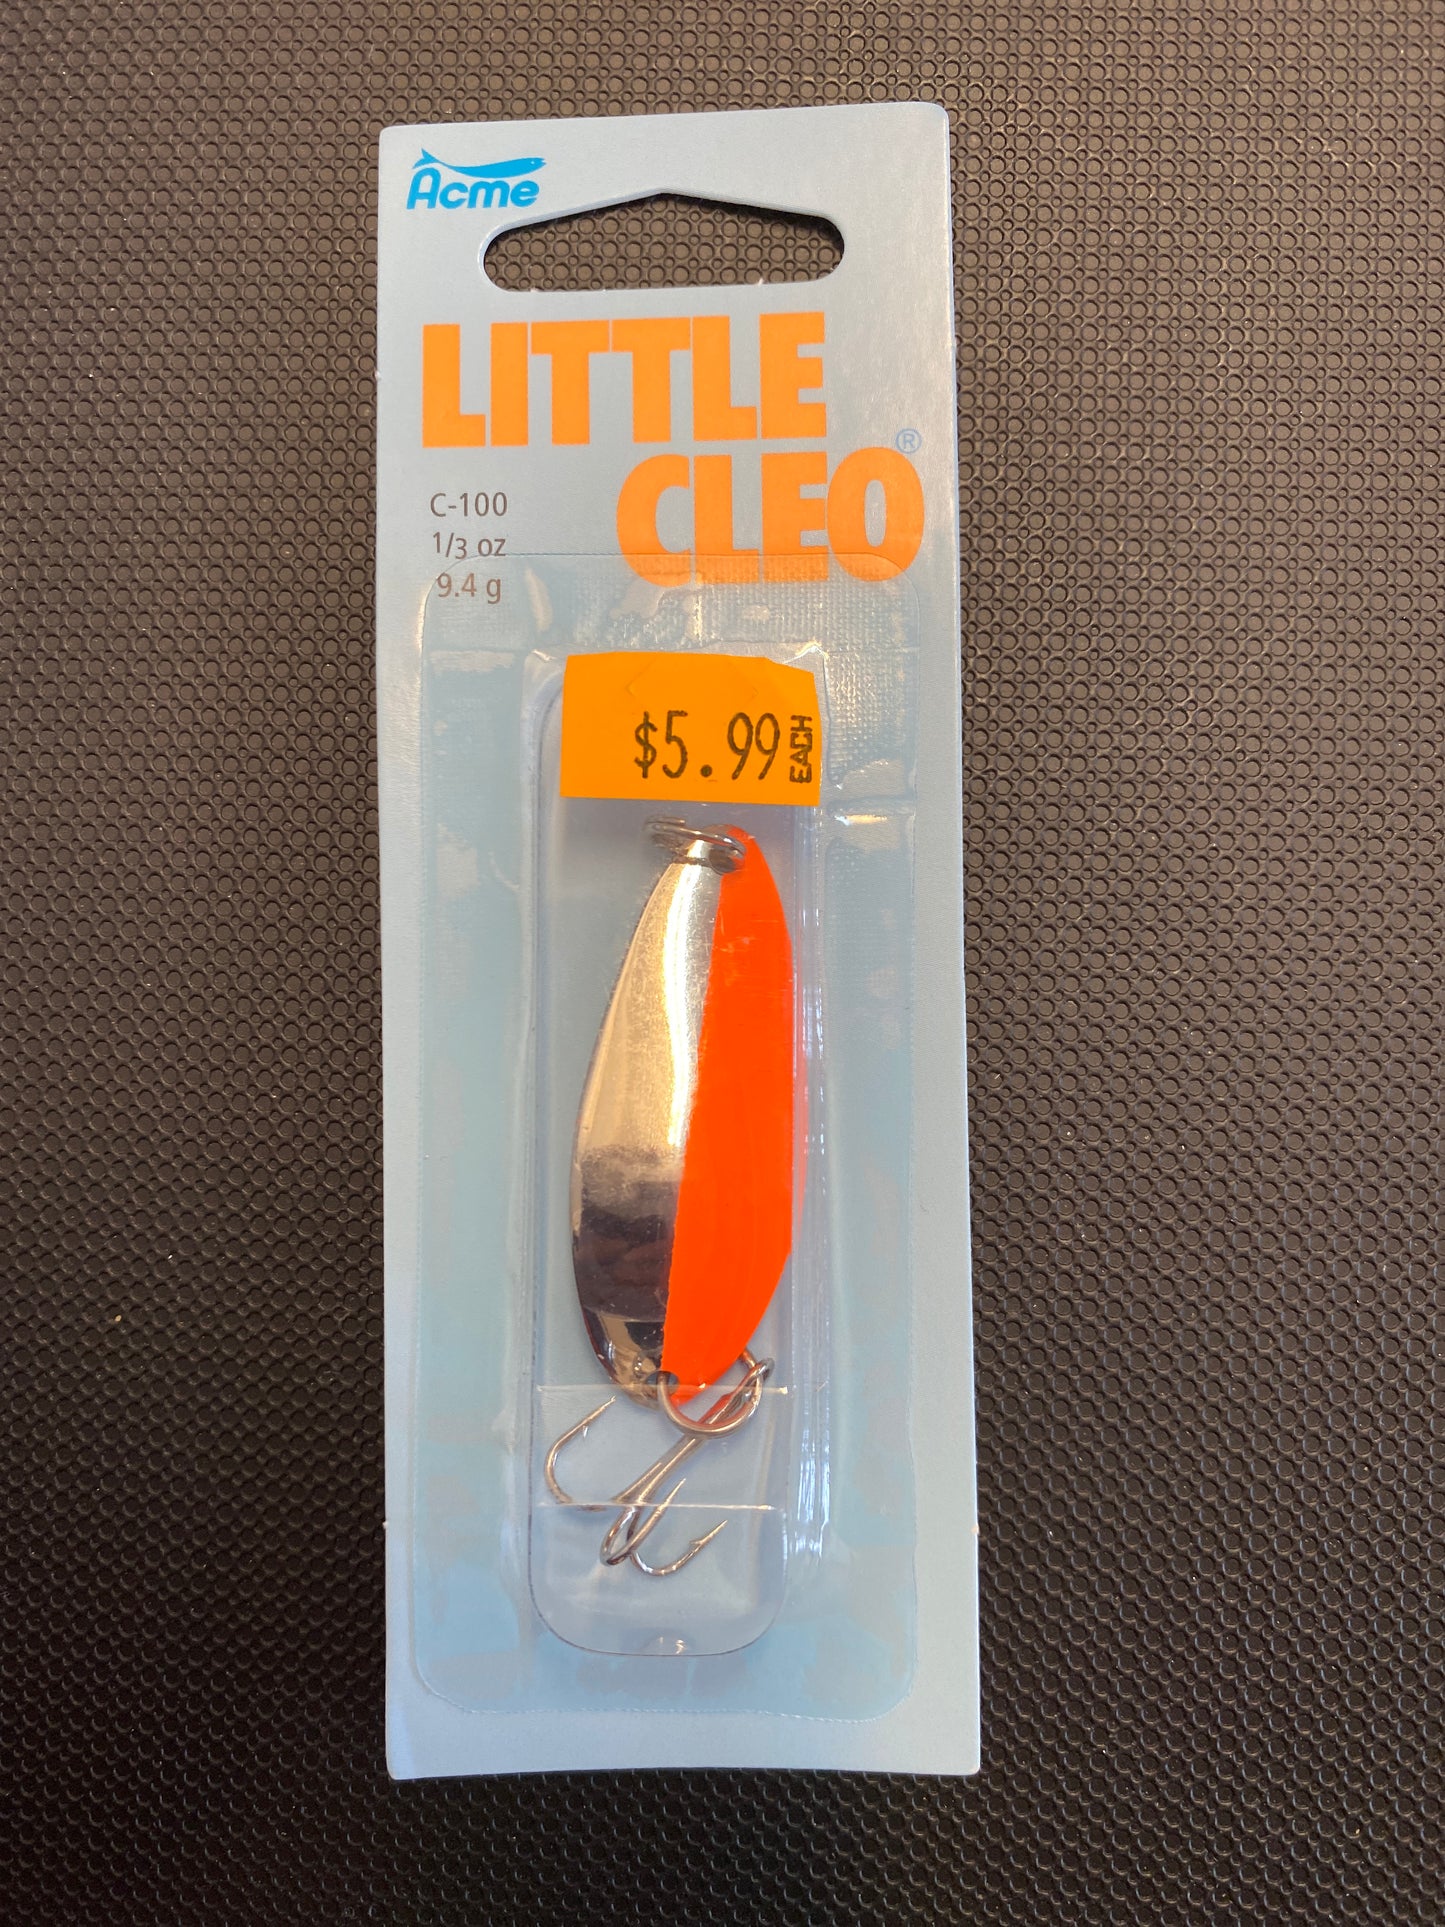 Acme
LITTLE
CLEO®
C-100
1/3 oz
9.4 g
$5.99 EACH